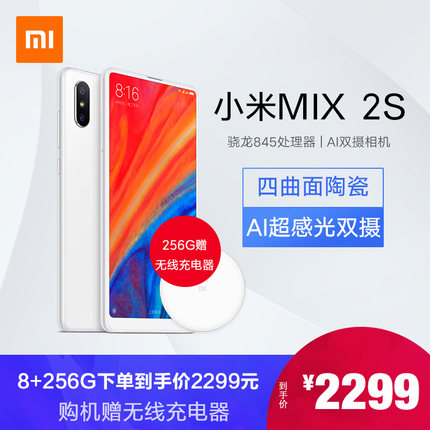 小米MIX 2S
骁龙845处理器 | AI双摄相机
四曲面陶瓷
AI超感光双摄
8:16
256G赠
无线充电器
8+256G下单到手价2299元
购机赠无线充电器
到手价
¥2299